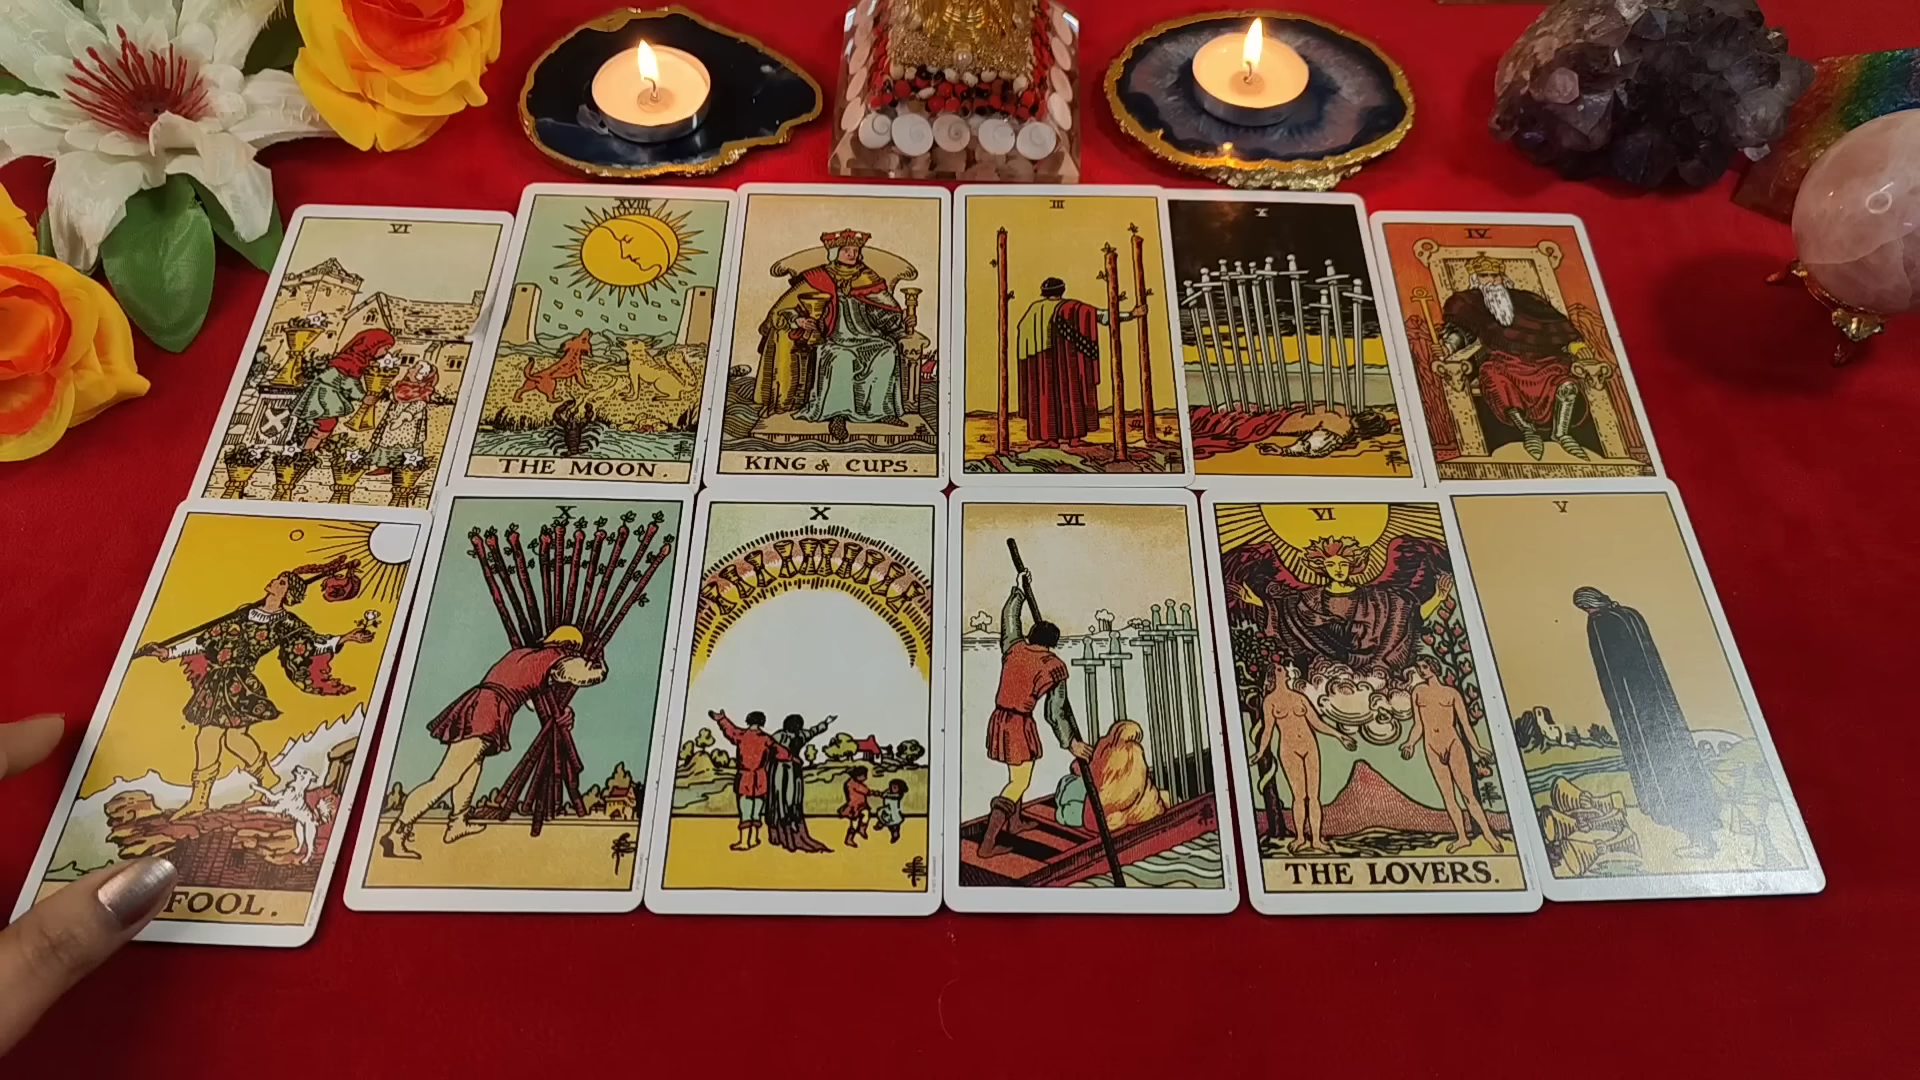 VI
XVIII
THE MOON.
KING of CUPS.
III
X
IV
FOOL.
X
X
VI
VI
THE LOVERS.
V